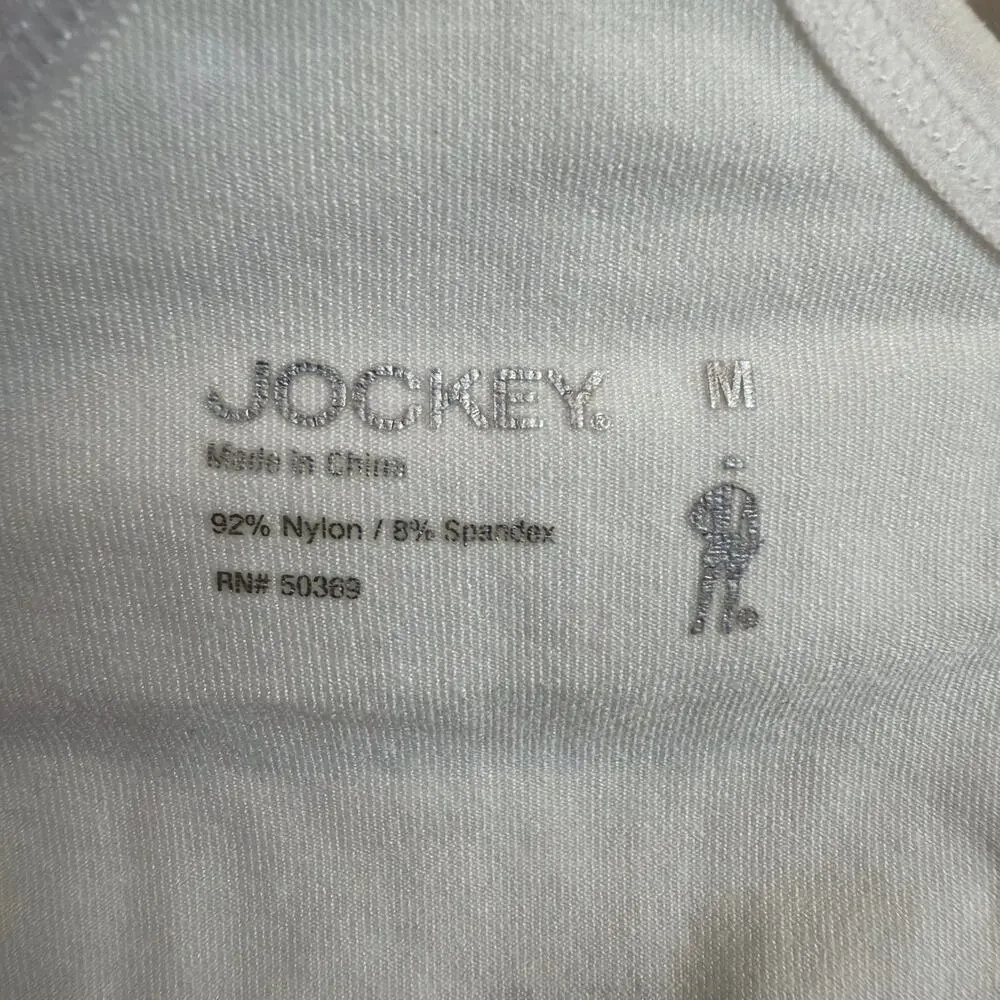 JOCKEY® M
Made in China
92% Nylon / 8% Spandex
RN# 50369